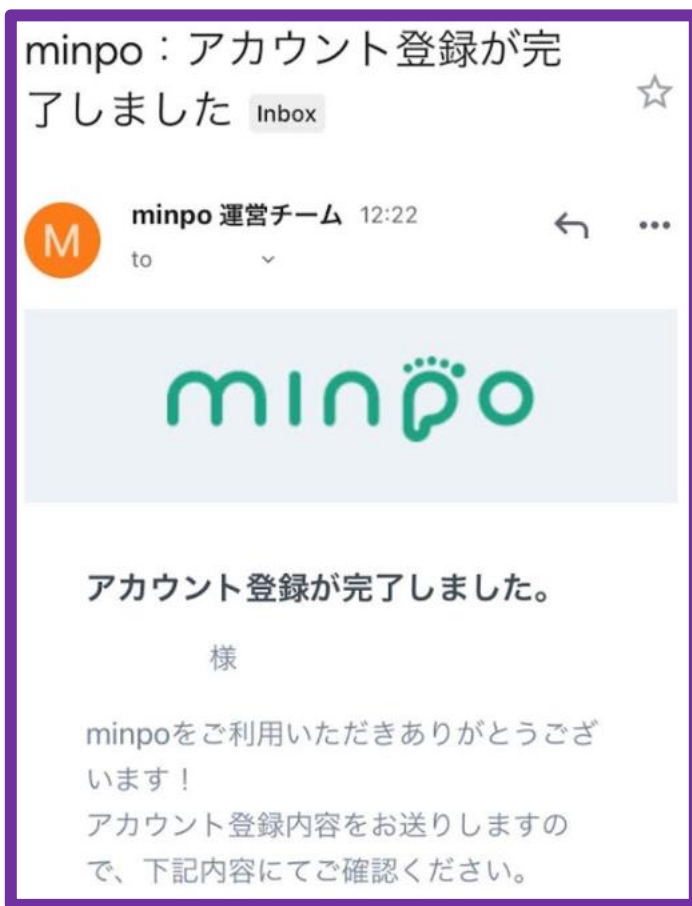 minpo：アカウント登録が完
了しました Inbox
minpo 運営チーム 12:22
M
to
minpo
アカウント登録が完了しました。
様
minpoをご利用いただきありがとうござ
います！
アカウント登録内容をお送りしますの
で、下記内容にてご確認ください。